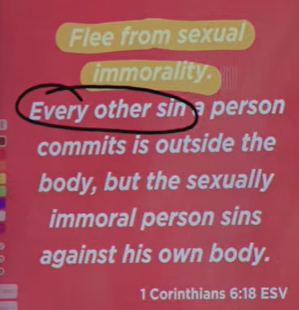 Flee from sexual
immorality.
Every other sin a person
commits is outside the
body, but the sexually
immoral person sins
against his own body.
1 Corinthians 6:18 ESV